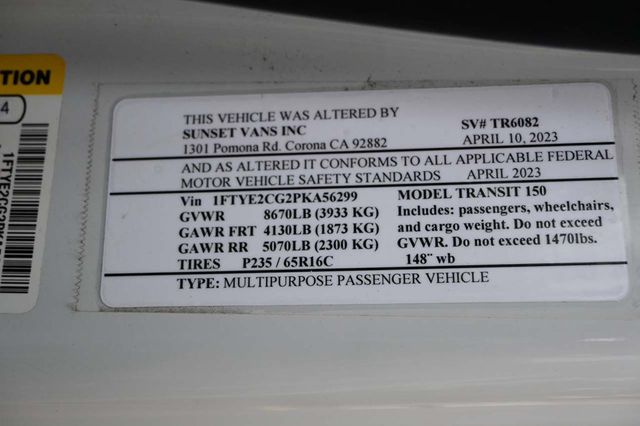 TION
4
1FTYE2CG2PKA
THIS VEHICLE WAS ALTERED BY
SUNSET VANS INC SV# TR6082
1301 Pomona Rd. Corona CA 92882 APRIL 10, 2023
AND AS ALTERED IT CONFORMS TO ALL APPLICABLE FEDERAL
MOTOR VEHICLE SAFETY STANDARDS APRIL 2023
Vin 1FTYE2CG2PKA56299 MODEL TRANSIT 150
GVWR 8670LB (3933 KG) Includes: passengers, wheelchairs,
GAWR FRT 4130LB (1873 KG) and cargo weight. Do not exceed
GAWR RR 5070LB (2300 KG) GVWR. Do not exceed 1470lbs.
TIRES P235 / 65R16C 148" wb
TYPE: MULTIPURPOSE PASSENGER VEHICLE